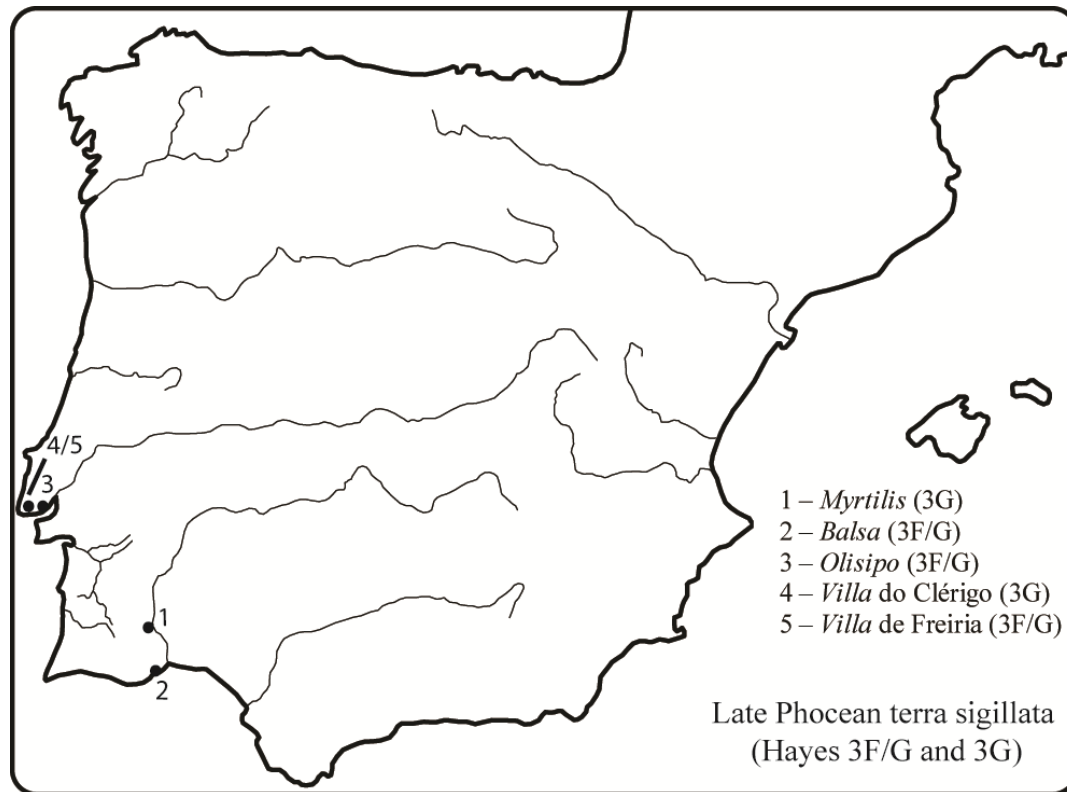 4/5
3
1
2
1 – Myrtilis (3G)
2 – Balsa (3F/G)
3 – Olisipo (3F/G)
4 – Villa do Clérigo (3G)
5 – Villa de Freiria (3F/G)
Late Phocean terra sigillata
(Hayes 3F/G and 3G)